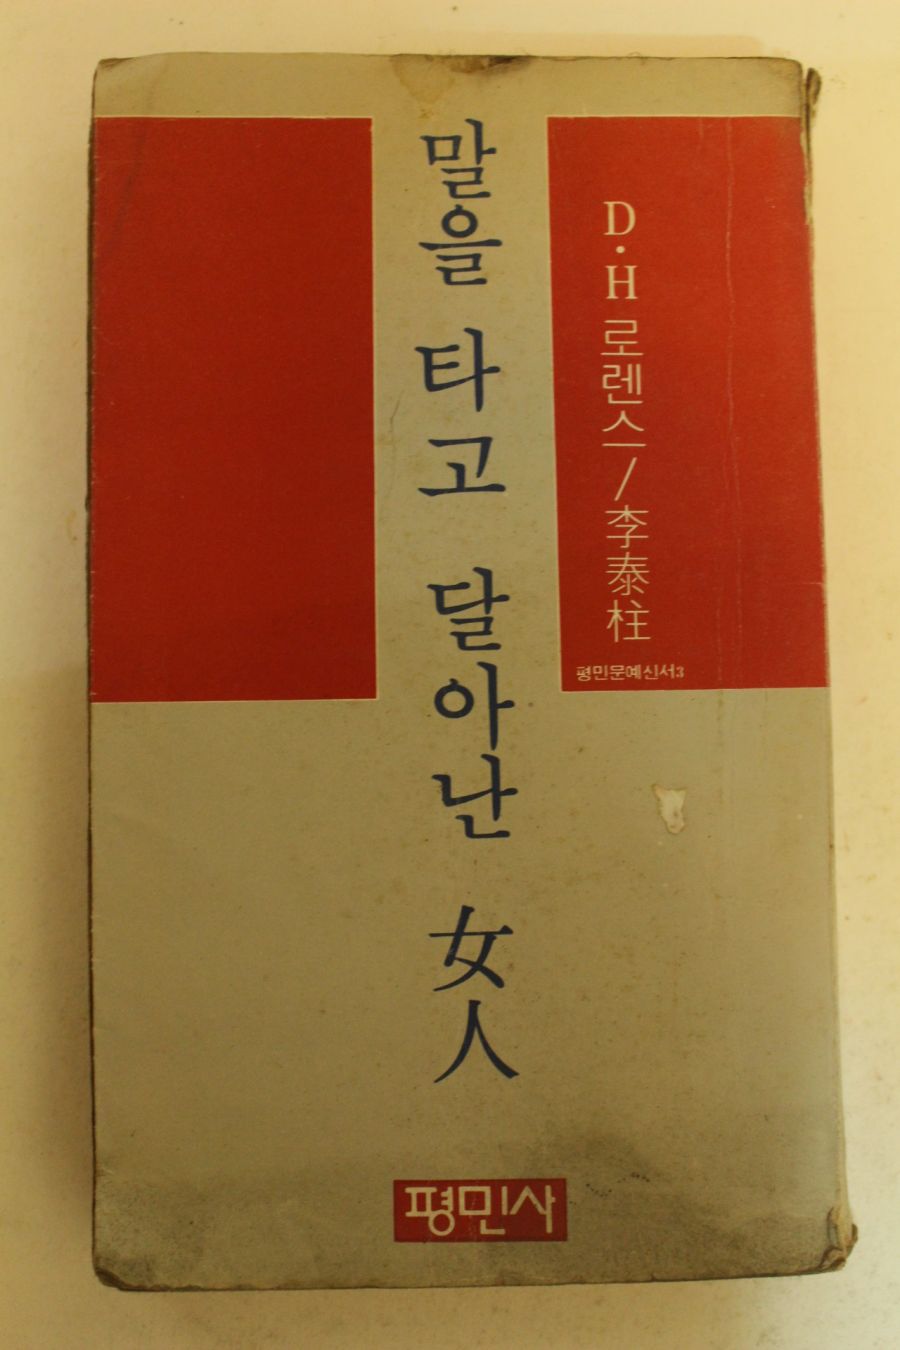 말을 타고 달아난 女人
D·H 로렌스/李泰柱
평민문예신서3
평민사